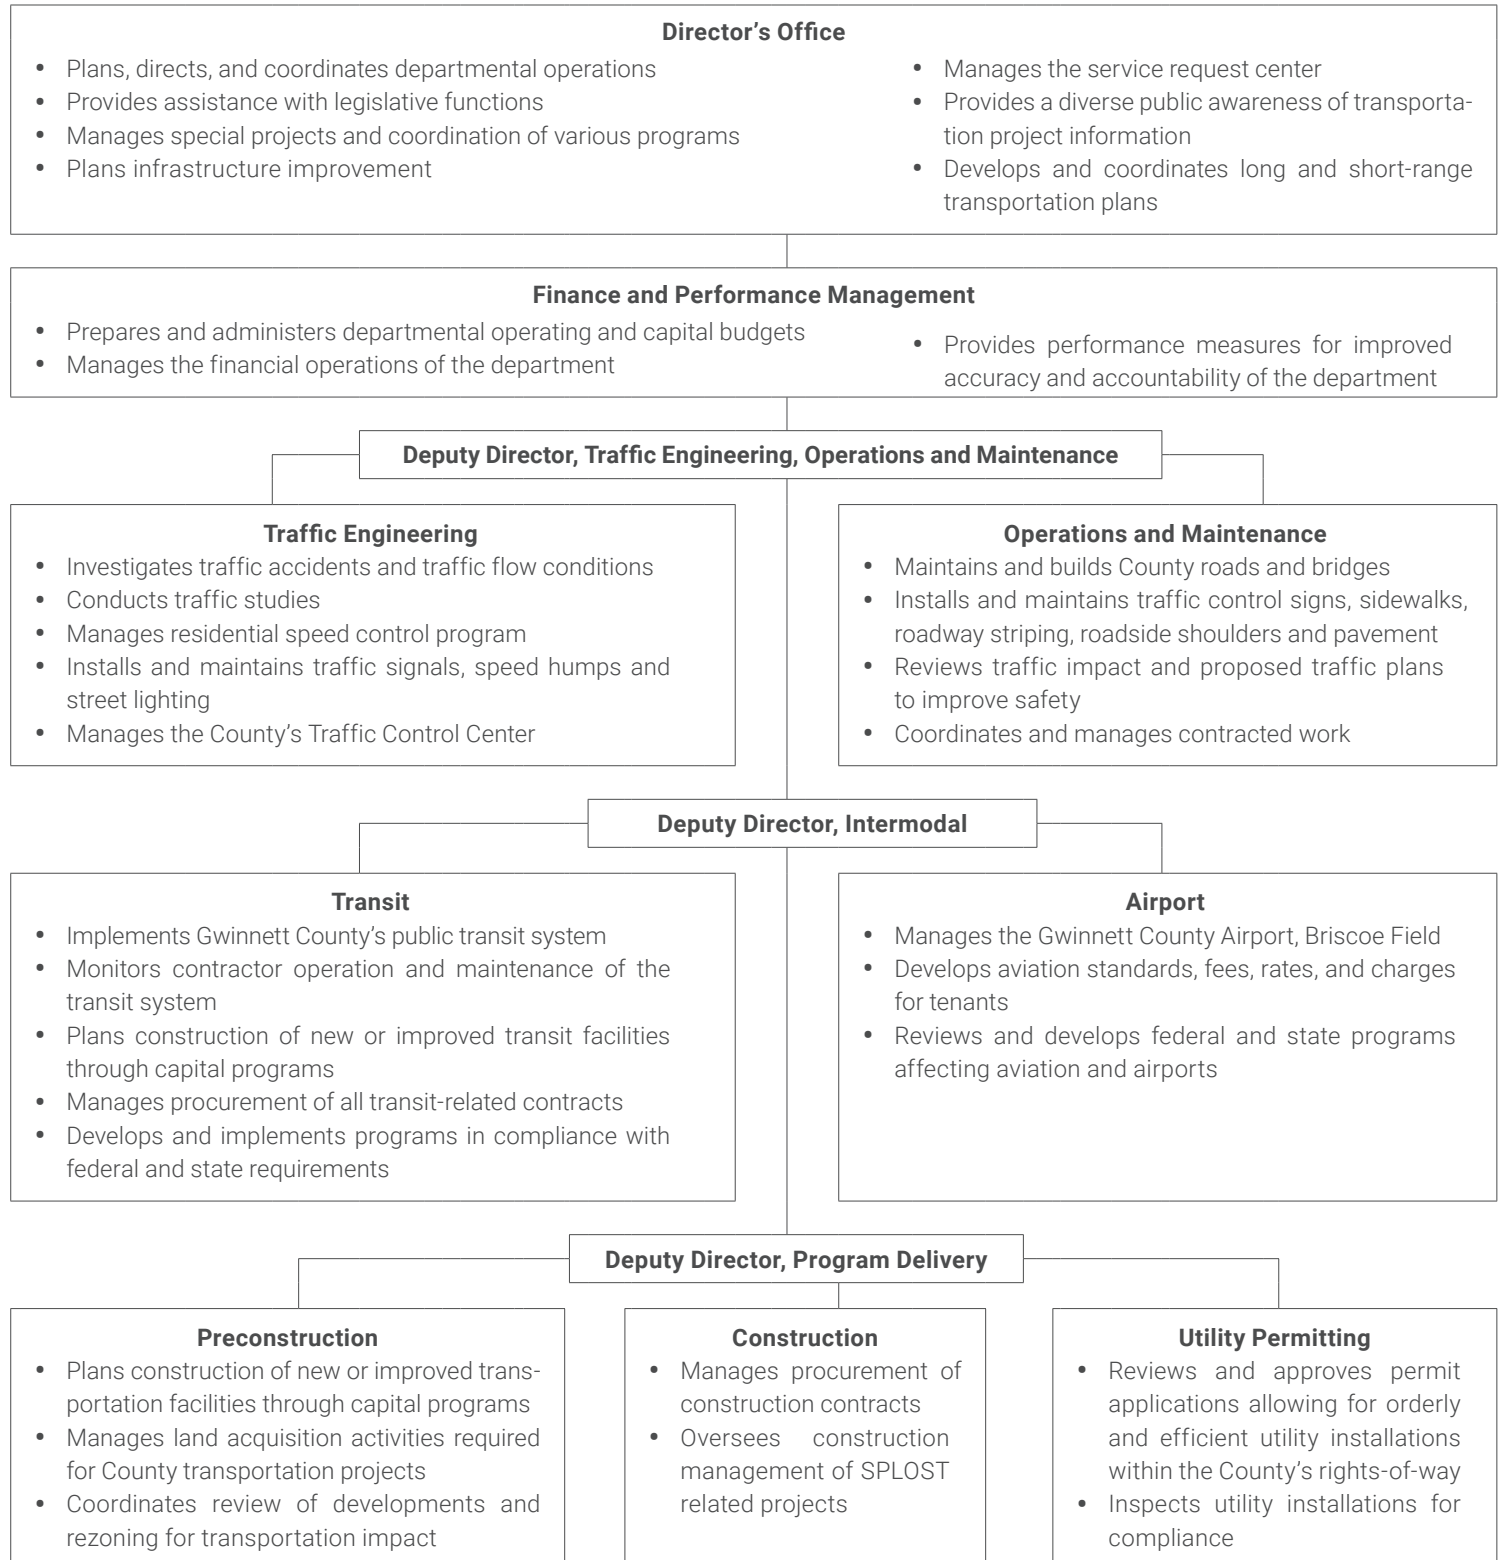 Director’s Office
• Plans, directs, and coordinates departmental operations
• Provides assistance with legislative functions
• Manages special projects and coordination of various programs
• Plans infrastructure improvement
• Manages the service request center
• Provides a diverse public awareness of transporta-
tion project information
• Develops and coordinates long and short-range
transportation plans
Finance and Performance Management
• Prepares and administers departmental operating and capital budgets
• Manages the financial operations of the department
• Provides performance measures for improved
accuracy and accountability of the department
Deputy Director, Traffic Engineering, Operations and Maintenance
Traffic Engineering
• Investigates traffic accidents and traffic flow conditions
• Conducts traffic studies
• Manages residential speed control program
• Installs and maintains traffic signals, speed humps and
street lighting
• Manages the County’s Traffic Control Center
Operations and Maintenance
• Maintains and builds County roads and bridges
• Installs and maintains traffic control signs, sidewalks,
roadway striping, roadside shoulders and pavement
• Reviews traffic impact and proposed traffic plans
to improve safety
• Coordinates and manages contracted work
Deputy Director, Intermodal
Transit
• Implements Gwinnett County’s public transit system
• Monitors contractor operation and maintenance of the
transit system
• Plans construction of new or improved transit facilities
through capital programs
• Manages procurement of all transit-related contracts
• Develops and implements programs in compliance with
federal and state requirements
Airport
• Manages the Gwinnett County Airport, Briscoe Field
• Develops aviation standards, fees, rates, and charges
for tenants
• Reviews and develops federal and state programs
affecting aviation and airports
Deputy Director, Program Delivery
Preconstruction
• Plans construction of new or improved trans-
portation facilities through capital programs
• Manages land acquisition activities required
for County transportation projects
• Coordinates review of developments and
rezoning for transportation impact
Construction
• Manages procurement of
construction contracts
• Oversees construction
management of SPLOST
related projects
Utility Permitting
• Reviews and approves permit
applications allowing for orderly
and efficient utility installations
within the County’s rights-of-way
• Inspects utility installations for
compliance